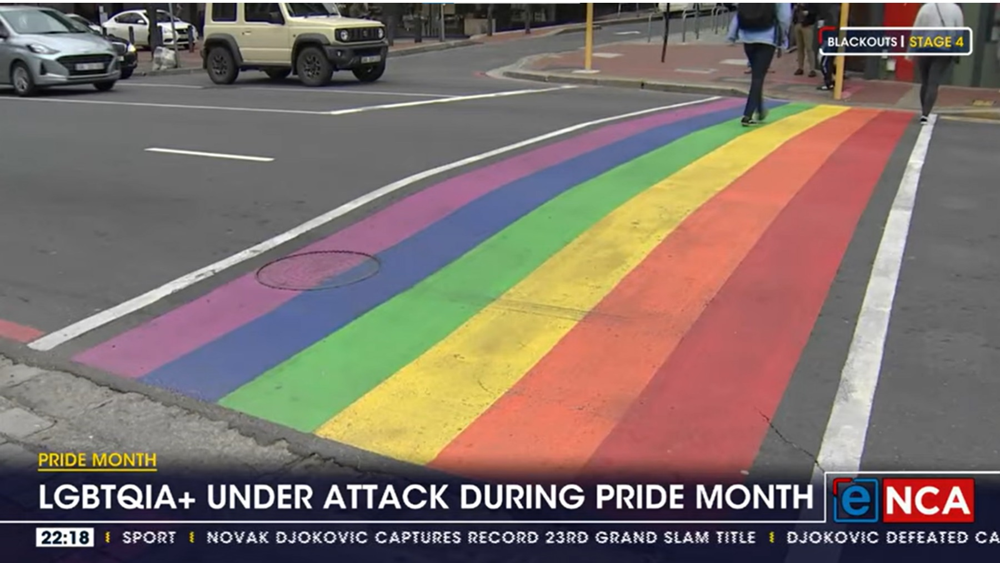 BLACKOUTS | STAGE 4
PRIDE MONTH
LGBTQIA+ UNDER ATTACK DURING PRIDE MONTH
eNCA
22:18 SPORT NOVAK DJOKOVIC CAPTURES RECORD 23RD GRAND SLAM TITLE DJOKOVIC DEFEATED CA